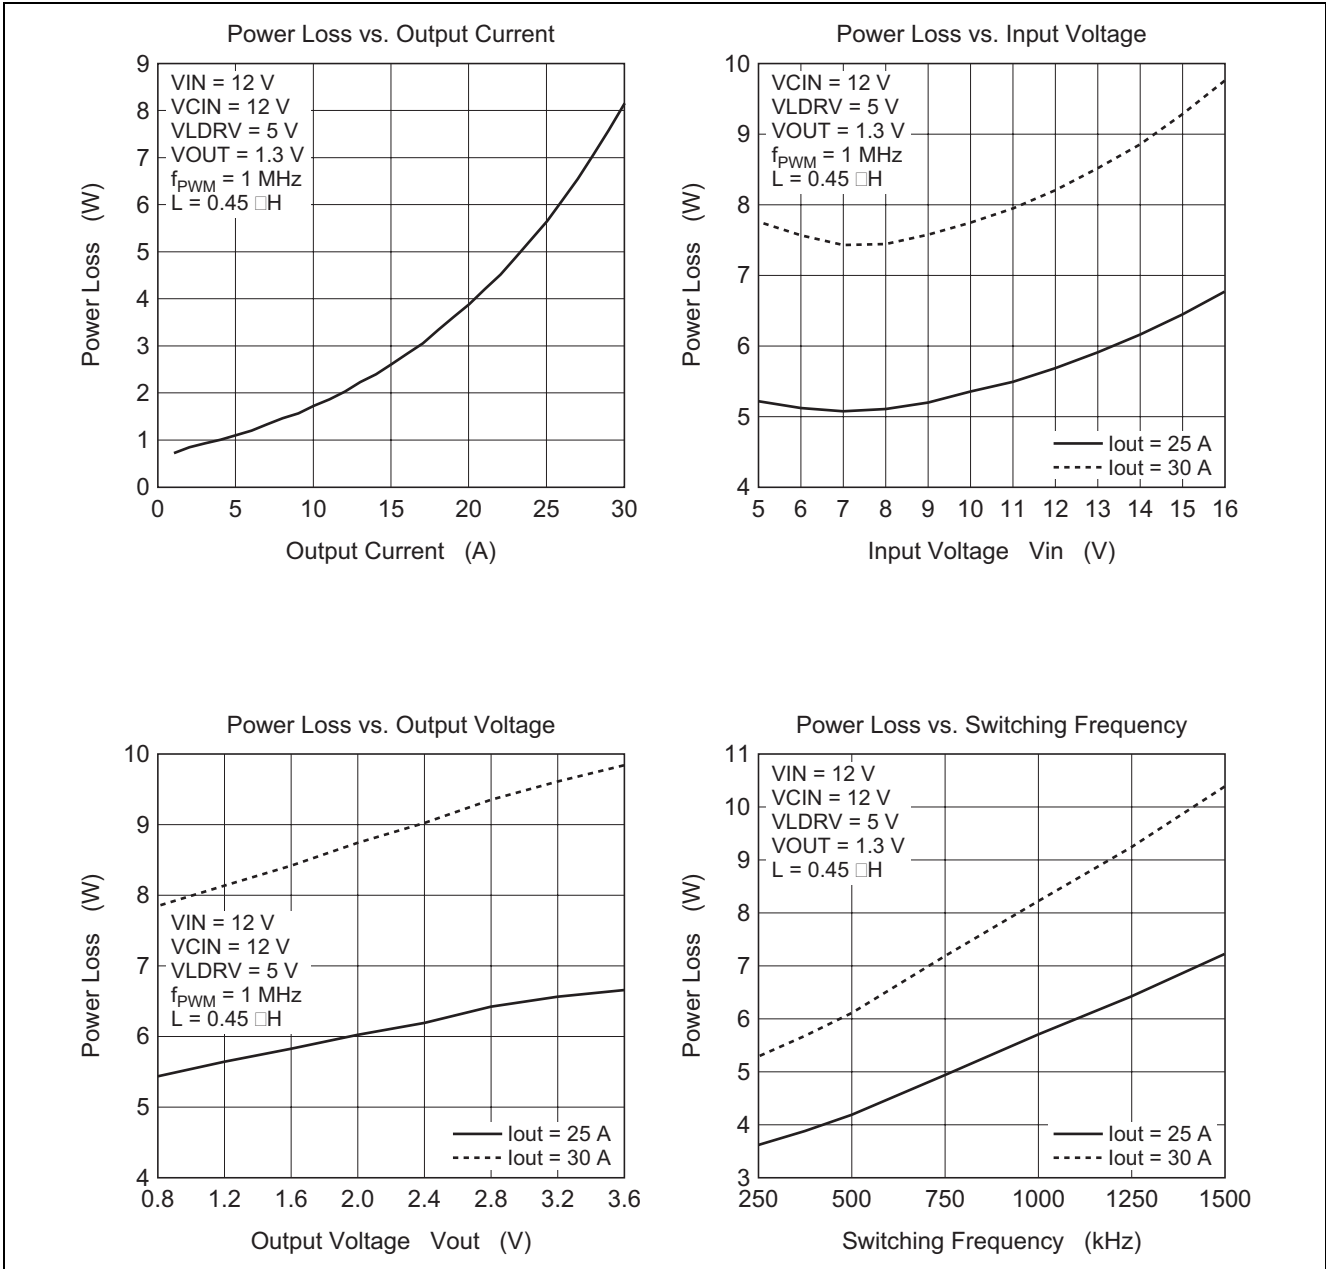 Power Loss vs. Output Current
9
8
7
6
5
4
3
2
1
0
VIN = 12 V
VCIN = 12 V
VLDRV = 5 V
VOUT = 1.3 V
fPWM = 1 MHz
L = 0.45 □H
Power Loss (W)
0 5 10 15 20 25 30
Output Current (A)
Power Loss vs. Input Voltage
10
9
8
7
6
5
4
VCIN = 12 V
VLDRV = 5 V
VOUT = 1.3 V
fPWM = 1 MHz
L = 0.45 □H
Power Loss (W)
Iout = 25 A
Iout = 30 A
5 6 7 8 9 10 11 12 13 14 15 16
Input Voltage Vin (V)
Power Loss vs. Output Voltage
10
9
8
7
6
5
4
VIN = 12 V
VCIN = 12 V
VLDRV = 5 V
fPWM = 1 MHz
L = 0.45 □H
Power Loss (W)
Iout = 25 A
Iout = 30 A
0.8 1.2 1.6 2.0 2.4 2.8 3.2 3.6
Output Voltage Vout (V)
Power Loss vs. Switching Frequency
11
10
9
8
7
6
5
4
3
VIN = 12 V
VCIN = 12 V
VLDRV = 5 V
VOUT = 1.3 V
L = 0.45 □H
Power Loss (W)
Iout = 25 A
Iout = 30 A
250 500 750 1000 1250 1500
Switching Frequency (kHz)